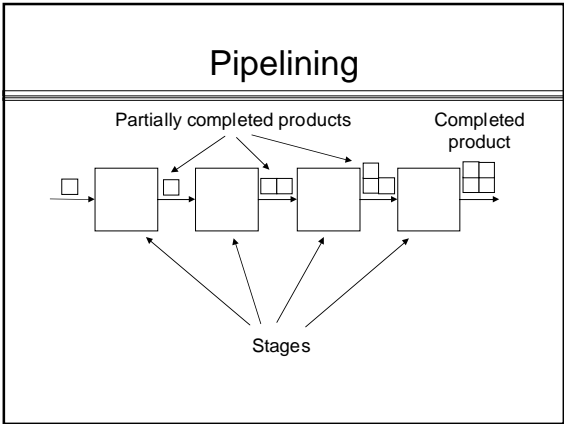 Pipelining
Partially completed products
Completed
product
Stages